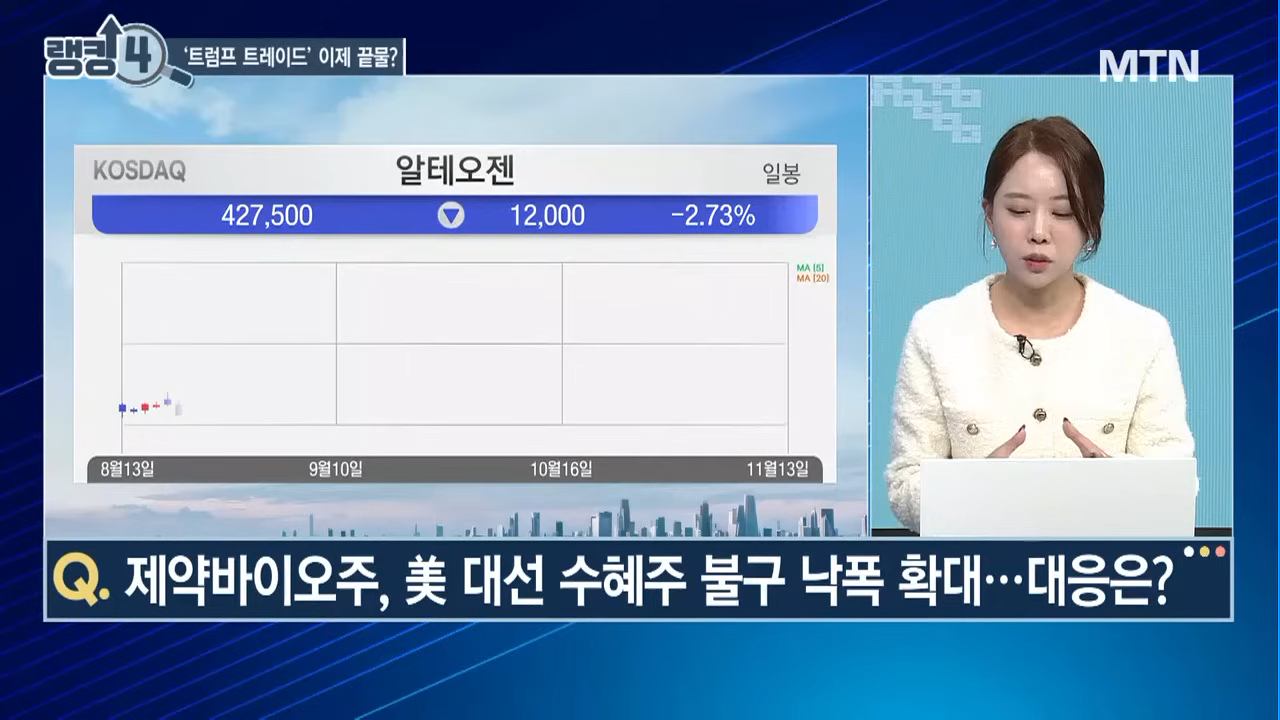 랭킹4
'트럼프 트레이드' 이제 끝물?
MTN
KOSDAQ 알테오젠 일봉
427,500 ▼ 12,000 -2.73%
MA [5]
MA [20]
8월13일 9월10일 10월16일 11월13일
Q. 제약바이오주, 美 대선 수혜주 불구 낙폭 확대…대응은?